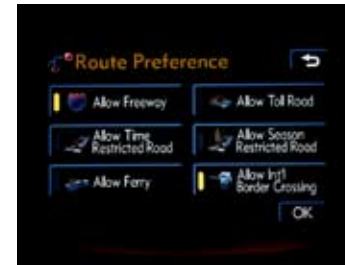 Route Preference
Allow Freeway
Allow Toll Road
Allow Time
Restricted Road
Allow Season
Restricted Road
Allow Ferry
Allow Int'l
Border Crossing
OK